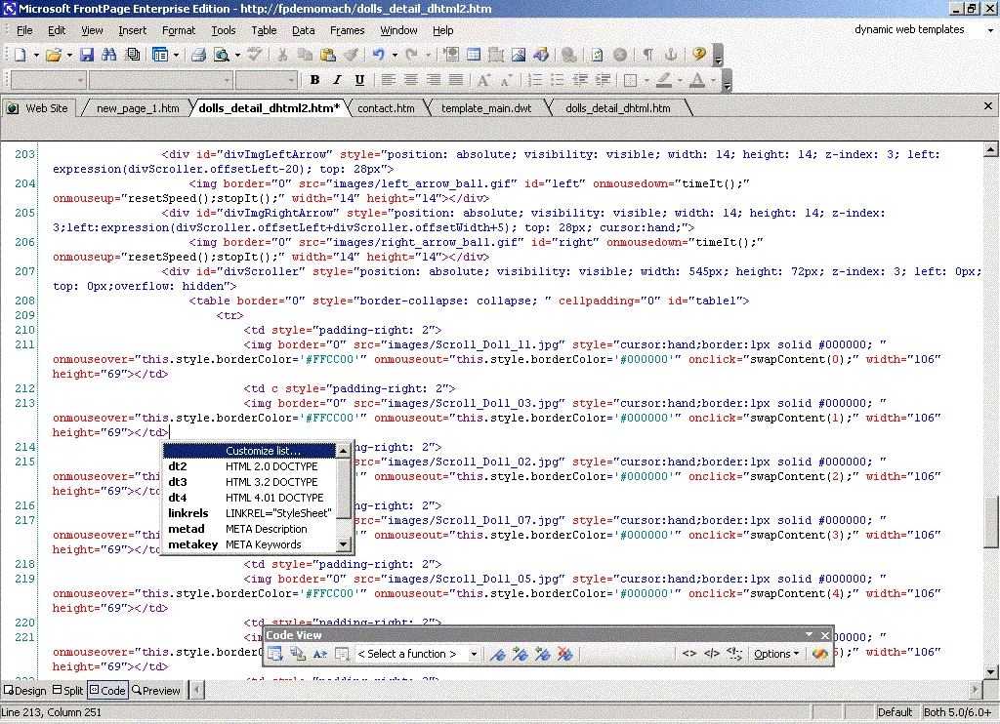 Microsoft FrontPage Enterprise Edition - http://fpdemomach/dolls_detail_dhtml2.htm
File Edit View Insert Format Tools Table Data Frames Window Help
dynamic web templates
B I U
Web Site new_page_1.htm dolls_detail_dhtml2.htm* contact.htm template_main.dwt dolls_detail_dhtml.htm
203 <div id="divImgLeftArrow" style="position: absolute; visibility: visible; width: 14; height: 14; z-index: 3; left:
expression(divScroller.offsetLeft-20); top: 28px">
204 <img border="0" src="images/left_arrow_ball.gif" id="left" onmousedown="timeIt();"
onmouseup="resetSpeed();stopIt();" width="14" height="14"></div>
205 <div id="divImgRightArrow" style="position: absolute; visibility: visible; width: 14; height: 14; z-index:
3;left:expression(divScroller.offsetLeft+divScroller.offsetWidth+5); top: 28px; cursor:hand;">
206 <img border="0" src="images/right_arrow_ball.gif" id="right" onmousedown="timeIt();"
onmouseup="resetSpeed();stopIt();" width="14" height="14"></div>
207 <div id="divScroller" style="position: absolute; visibility: visible; width: 545px; height: 72px; z-index: 3; left: 0px;
top: 0px;overflow: hidden">
208 <table border="0" style="border-collapse: collapse; " cellpadding="0" id="table1">
209 <tr>
210 <td style="padding-right: 2">
211 <img border="0" src="images/Scroll_Doll_11.jpg" style="cursor:hand;border:1px solid #000000; "
onmouseover="this.style.borderColor='#FFCC00'" onmouseout="this.style.borderColor='#000000'" onclick="swapContent(0);" width="106"
height="69"></td>
212 <td c style="padding-right: 2">
213 <img border="0" src="images/Scroll_Doll_03.jpg" style="cursor:hand;border:1px solid #000000; "
onmouseover="this.style.borderColor='#FFCC00'" onmouseout="this.style.borderColor='#000000'" onclick="swapContent(1);" width="106"
height="69"></td>
214 ng-right: 2">
215 rc="images/Scroll_Doll_02.jpg" style="cursor:hand;border:1px solid #000000; "
onmouseover="thi onmouseout="this.style.borderColor='#000000'" onclick="swapContent(2);" width="106"
height="69"></td
216 ng-right: 2">
217 rc="images/Scroll_Doll_07.jpg" style="cursor:hand;border:1px solid #000000; "
onmouseover="thi onmouseout="this.style.borderColor='#000000'" onclick="swapContent(3);" width="106"
height="69"></td
Customize list...
dt2 HTML 2.0 DOCTYPE
dt3 HTML 3.2 DOCTYPE
dt4 HTML 4.01 DOCTYPE
linkrels LINKREL="StyleSheet"
metad META Description
metakey META Keywords
218 <td style="padding-right: 2">
219 <img border="0" src="images/Scroll_Doll_05.jpg" style="cursor:hand;border:1px solid #000000; "
onmouseover="this.style.borderColor='#FFCC00'" onmouseout="this.style.borderColor='#000000'" onclick="swapContent(4);" width="106"
height="69"></td>
220 <td style="padding-right: 2">
221 <im 00000; "
onmouseover="this.style.border 5);" width="106"
height="69"></td>
Code View
< Select a function > Options
Design Split Code Preview
Line 213, Column 251 Default Both 5.0/6.0+